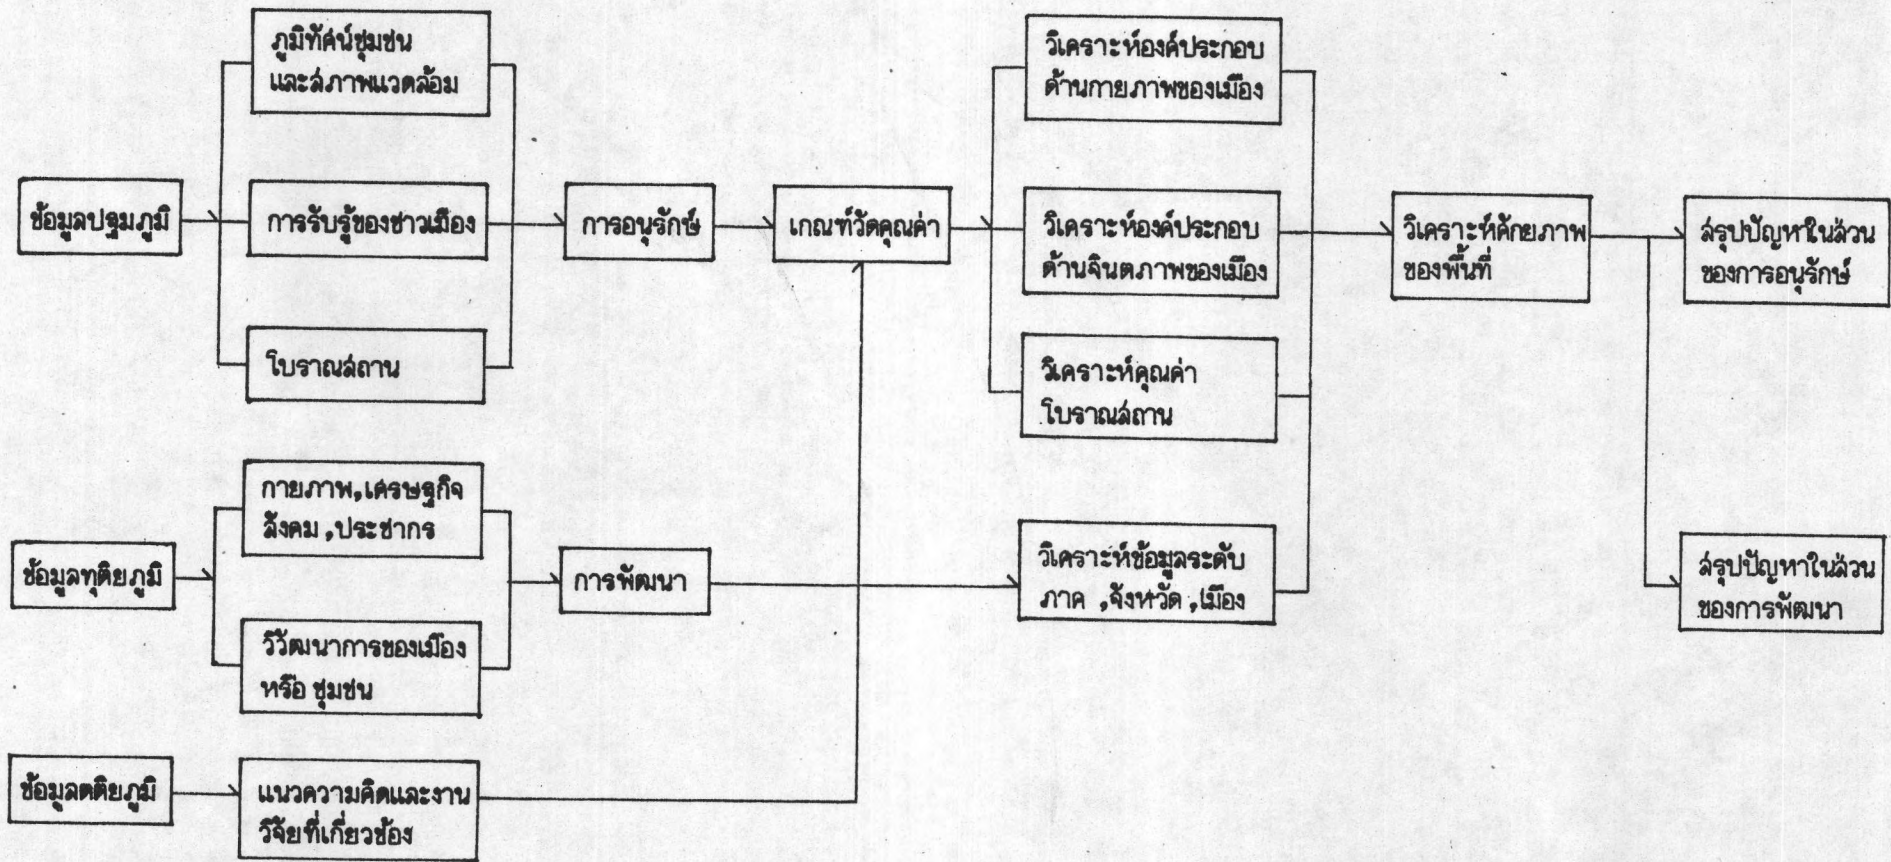 ภูมิทัศน์ชุมชน
และสภาพแวดล้อม
วิเคราะห์องค์ประกอบ
ด้านกายภาพของเมือง
ข้อมูลปฐมภูมิ
การรับรู้ของชาวเมือง
การอนุรักษ์
เกณฑ์วัดคุณค่า
วิเคราะห์องค์ประกอบ
ด้านจินตภาพของเมือง
วิเคราะห์ศักยภาพ
ของพื้นที่
สรุปปัญหาในส่วน
ของการอนุรักษ์
โบราณสถาน
วิเคราะห์คุณค่า
โบราณสถาน
ข้อมูลทุติยภูมิ
กายภาพ,เศรษฐกิจ
สังคม ,ประชากร
วิวัฒนาการของเมือง
หรือ ชุมชน
การพัฒนา
วิเคราะห์ข้อมูลระดับ
ภาค ,จังหวัด ,เมือง
สรุปปัญหาในส่วน
ของการพัฒนา
ข้อมูลตติยภูมิ
แนวความคิดและงาน
วิจัยที่เกี่ยวข้อง